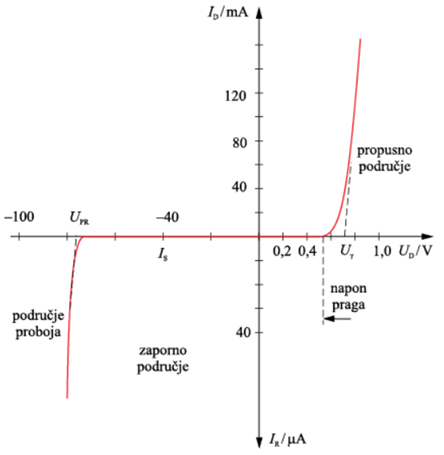 I_D / mA
120
80
40
propusno
područje
−100
U_PR
−40
I_S
0,2
0,4
U_γ
1,0
U_D / V
napon
praga
područje
proboja
zaporno
područje
40
I_R / μA